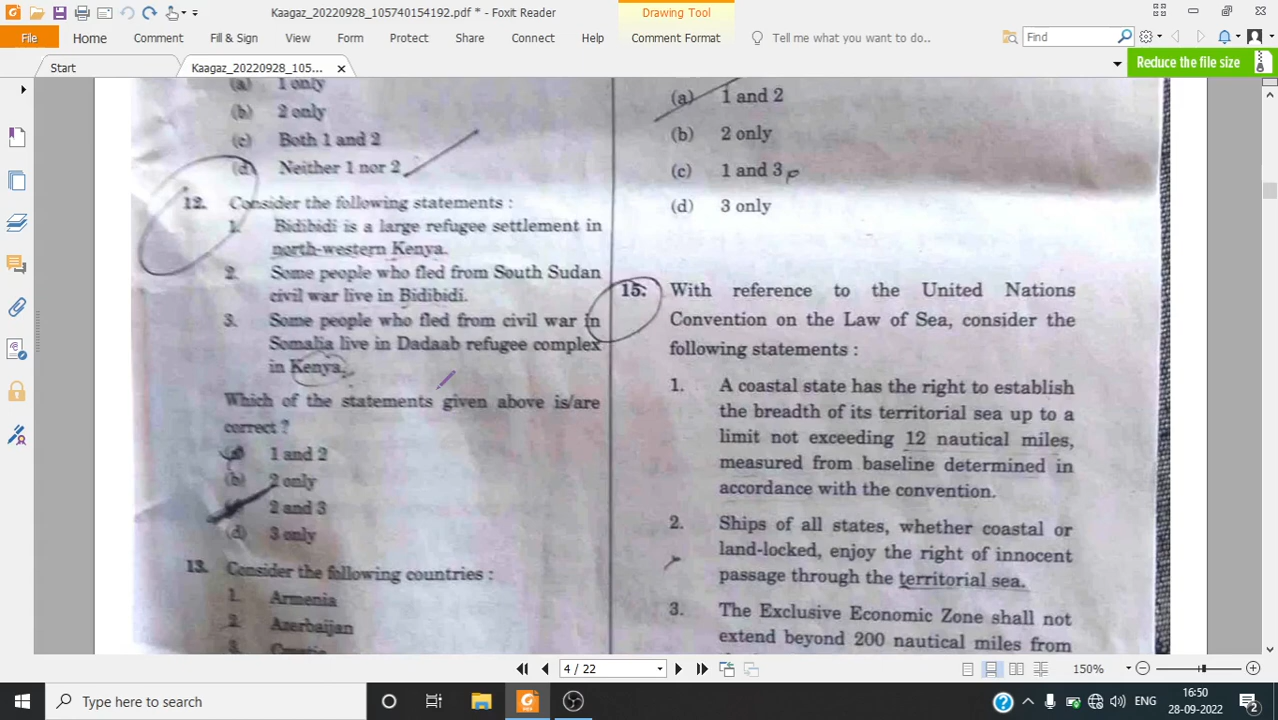 Kaagaz_20220928_105740154192.pdf * - Foxit Reader
Drawing Tool
File Home Comment Fill & Sign View Form Protect Share Connect Help Comment Format Tell me what you want to do.. Find
Start Kaagaz_20220928_105... Reduce the file size
(a) 1 only
(b) 2 only
(c) Both 1 and 2
(d) Neither 1 nor 2
12. Consider the following statements :
1. Bidibidi is a large refugee settlement in
north-western Kenya.
2. Some people who fled from South Sudan
civil war live in Bidibidi.
3. Some people who fled from civil war in
Somalia live in Dadaab refugee complex
in Kenya.
Which of the statements given above is/are
correct ?
(a) 1 and 2
(b) 2 only
2 and 3
(d) 3 only
13. Consider the following countries :
1. Armenia
2. Azerbaijan
3. Croatia
(a) 1 and 2
(b) 2 only
(c) 1 and 3
(d) 3 only
15. With reference to the United Nations
Convention on the Law of Sea, consider the
following statements :
1. A coastal state has the right to establish
the breadth of its territorial sea up to a
limit not exceeding 12 nautical miles,
measured from baseline determined in
accordance with the convention.
2. Ships of all states, whether coastal or
land-locked, enjoy the right of innocent
passage through the territorial sea.
3. The Exclusive Economic Zone shall not
extend beyond 200 nautical miles from
4 / 22 150%
Type here to search ENG 16:50
28-09-2022 2